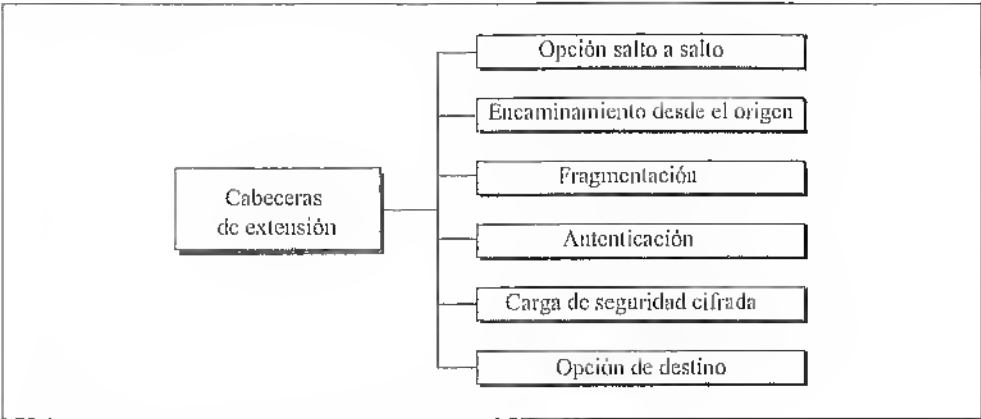 Opción salto a salto
Encaminamiento desde el origen
Fragmentación
Cabeceras
de extensión
Autenticación
Carga de seguridad cifrada
Opción de destino